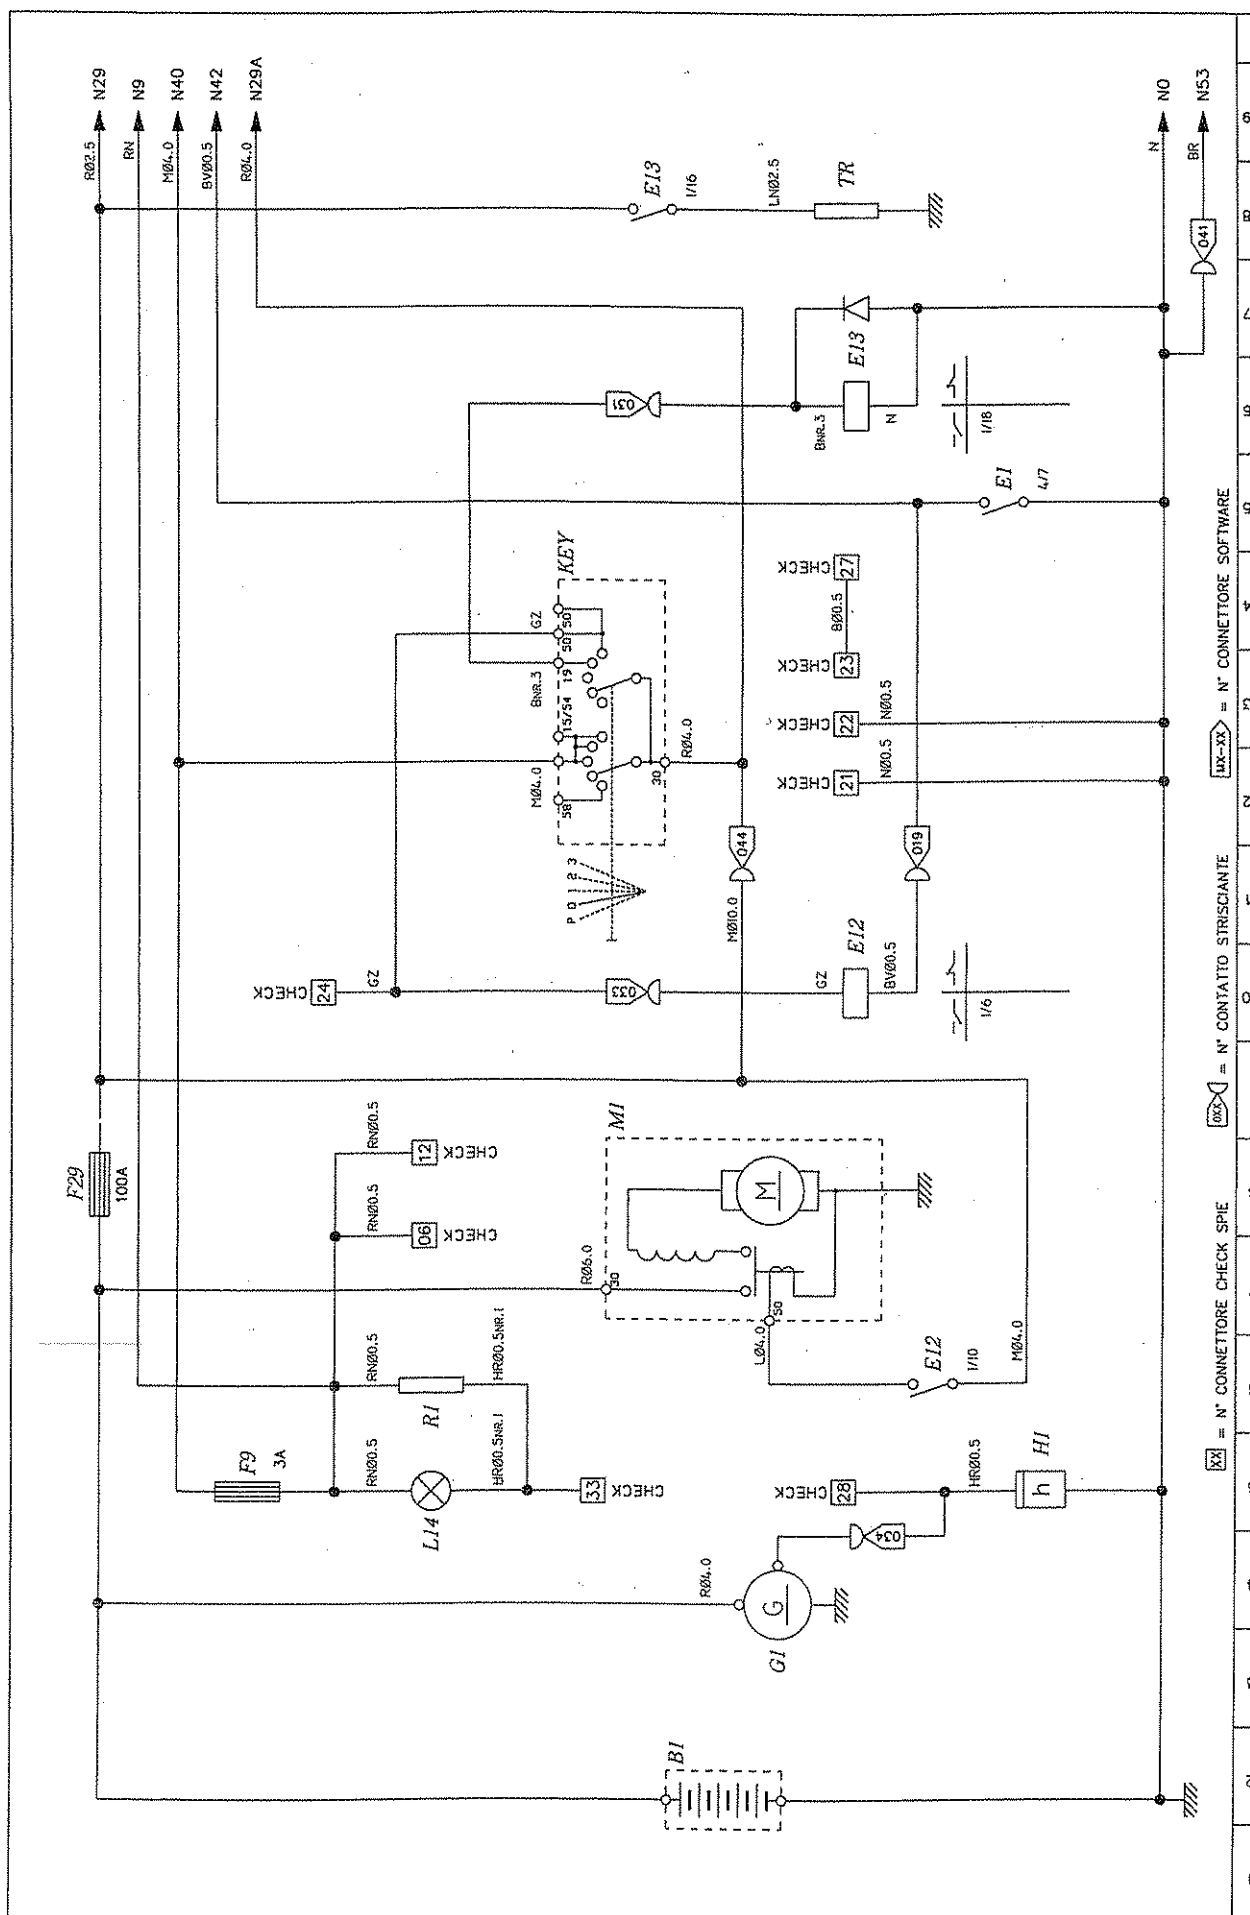 N29
N9
N40
N42
N29A
RØ2.5
RN
MØ4.0
BVØ0.5
RØ4.0
N0
N53
N
BR
041
E13
1/16
LNØ2.5
TR
031
BNR.3
E13
N
1/18
E1
4/7
KEY
GZ
50
50
19
BNR.3
15/54
MØ4.0
58
30
RØ4.0
P 0 1 2 3
CHECK
27
BØ0.5
CHECK
23
CHECK
22
NØ0.5
CHECK
21
NØ0.5
044
019
MØ10.0
CHECK
24
GZ
033
GZ
E12
BVØ0.5
1/6
F29
100A
RNØ0.5
12
CHECK
RNØ0.5
06
CHECK
M1
M
RØ6.0
30
50
LØ4.0
E12
1/10
MØ4.0
RNØ0.5
R1
HRØ0.5NR.1
F9
3A
RNØ0.5
L14
HRØ0.5NR.1
33
CHECK
CHECK
28
HRØ0.5
H1
h
034
RØ4.0
G
G1
B1
XX = N° CONNETTORE CHECK SPIE
0XX = N° CONTATTO STRISCIANTE
MX-XX = N° CONNETTORE SOFTWARE